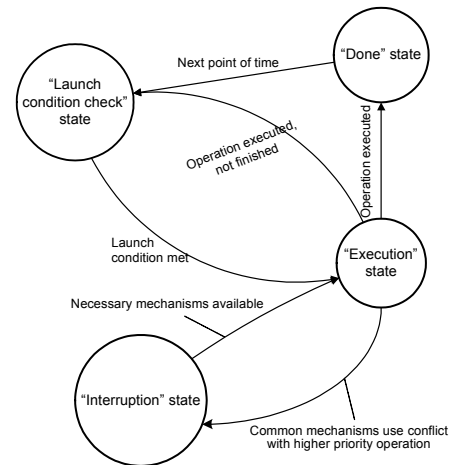 "Done" state
Next point of time
"Launch
condition check"
state
Operation executed,
not finished
Operation executed
Launch
condition met
"Execution"
state
Necessary mechanisms available
"Interruption" state
Common mechanisms use conflict
with higher priority operation